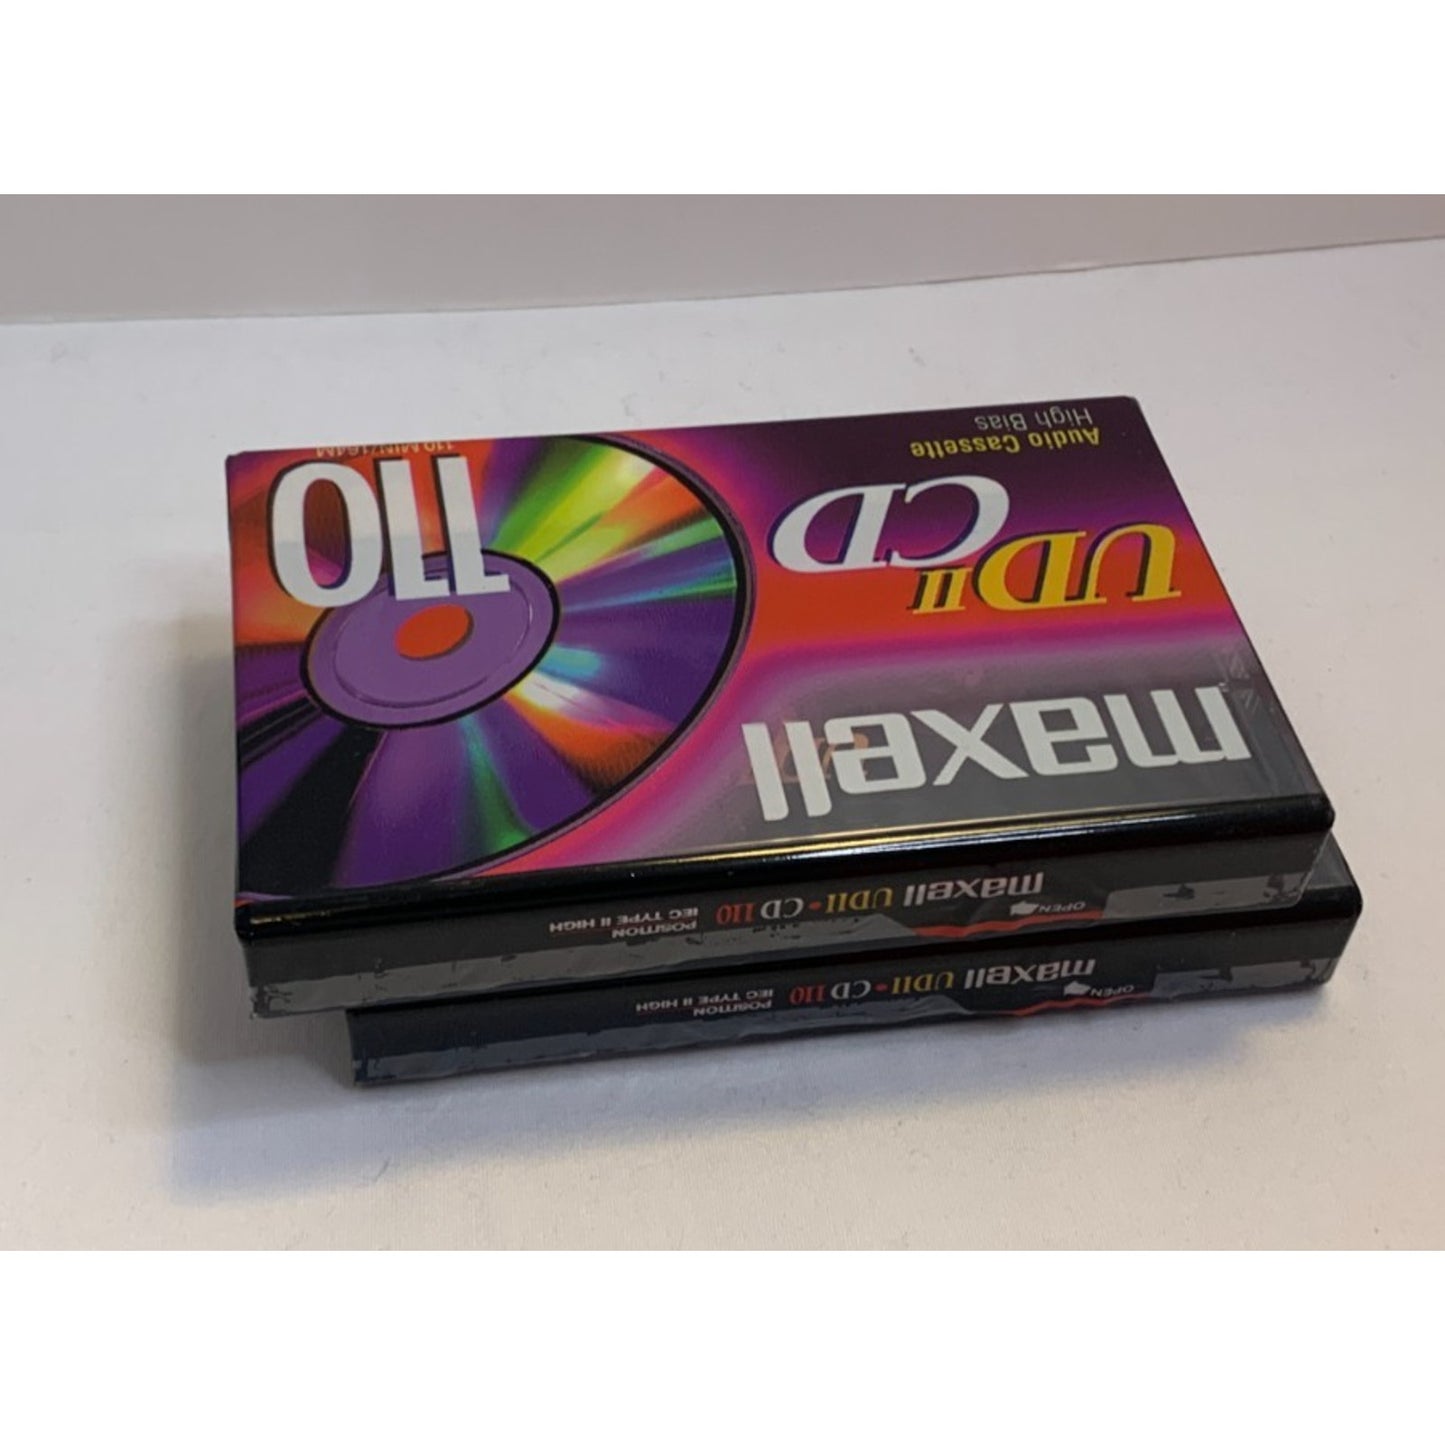 maxell
UDII
CD
Audio Cassette
High Bias
110
110 MIN/164M
OPEN maxell UDII•CD 110 POSITION
IEC TYPE II HIGH
OPEN maxell UDII•CD 110 POSITION
IEC TYPE II HIGH